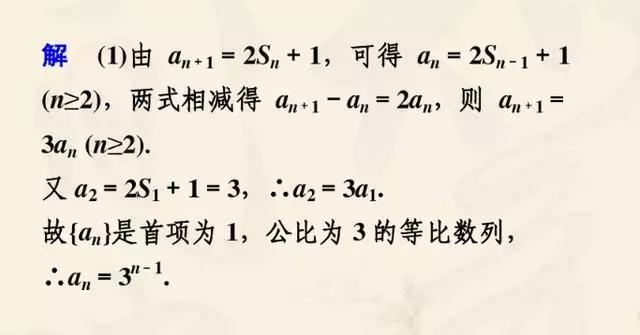 解 (1)由 aₙ₊₁ = 2Sₙ + 1，可得 aₙ = 2Sₙ₋₁ + 1
(n≥2)，两式相减得 aₙ₊₁ − aₙ = 2aₙ，则 aₙ₊₁ =
3aₙ (n≥2).
又 a₂ = 2S₁ + 1 = 3，∴a₂ = 3a₁.
故{aₙ}是首项为 1，公比为 3 的等比数列，
∴aₙ = 3ⁿ⁻¹.